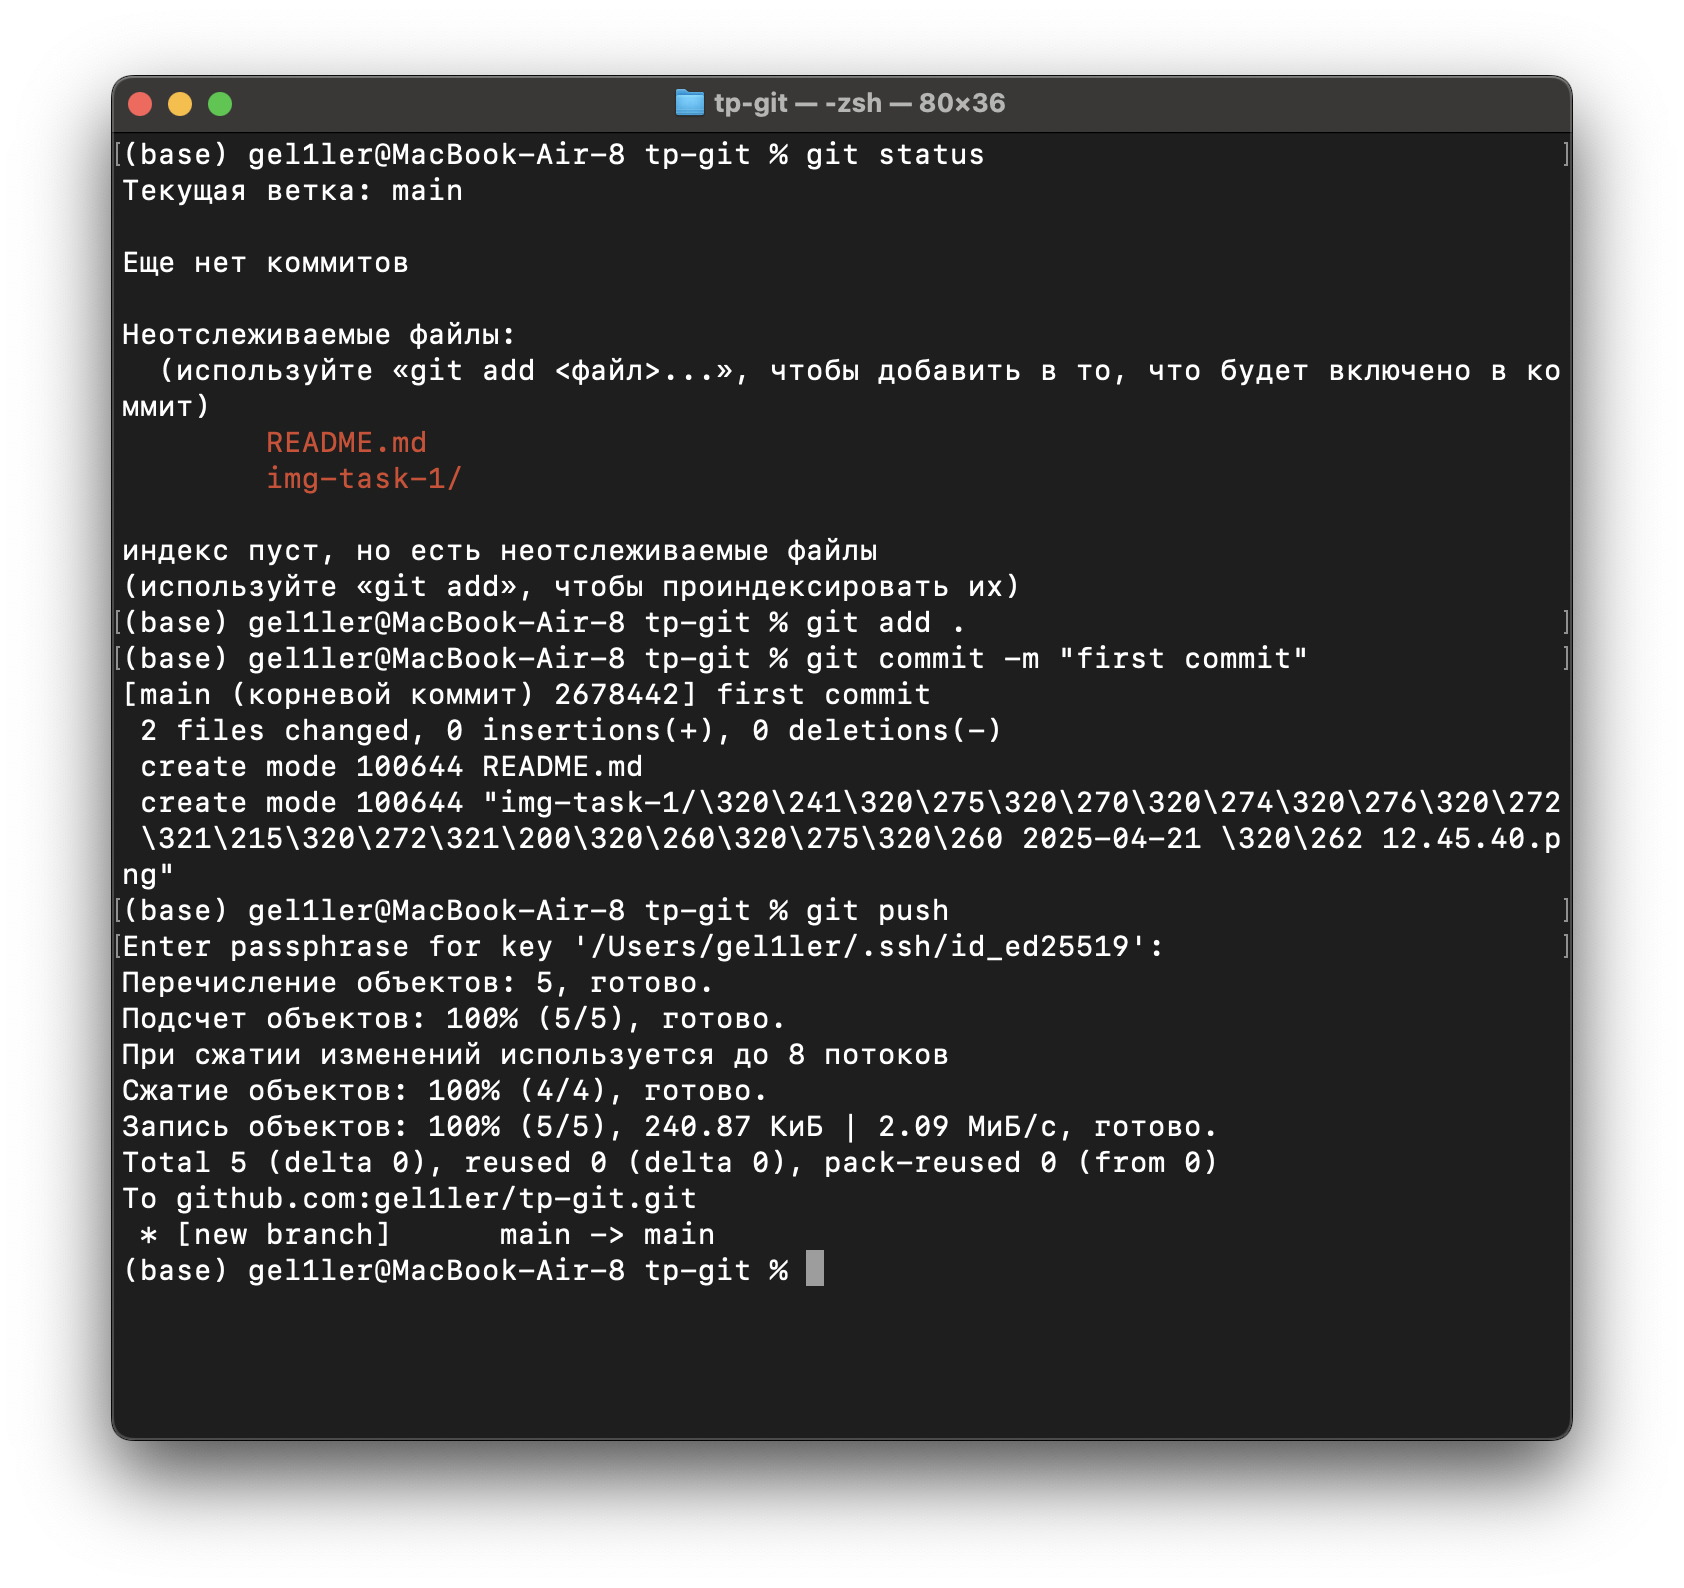 tp-git — -zsh — 80×36
(base) gel1ler@MacBook-Air-8 tp-git % git status
Текущая ветка: main
Еще нет коммитов
Неотслеживаемые файлы:
  (используйте «git add <файл>...», чтобы добавить в то, что будет включено в ко
ммит)
        README.md
        img-task-1/
индекс пуст, но есть неотслеживаемые файлы
(используйте «git add», чтобы проиндексировать их)
(base) gel1ler@MacBook-Air-8 tp-git % git add .
(base) gel1ler@MacBook-Air-8 tp-git % git commit -m "first commit"
[main (корневой коммит) 2678442] first commit
 2 files changed, 0 insertions(+), 0 deletions(-)
 create mode 100644 README.md
 create mode 100644 "img-task-1/\320\241\320\275\320\270\320\274\320\276\320\272
 \321\215\320\272\321\200\320\260\320\275\320\260 2025-04-21 \320\262 12.45.40.p
ng"
(base) gel1ler@MacBook-Air-8 tp-git % git push
Enter passphrase for key '/Users/gel1ler/.ssh/id_ed25519':
Перечисление объектов: 5, готово.
Подсчет объектов: 100% (5/5), готово.
При сжатии изменений используется до 8 потоков
Сжатие объектов: 100% (4/4), готово.
Запись объектов: 100% (5/5), 240.87 КиБ | 2.09 МиБ/с, готово.
Total 5 (delta 0), reused 0 (delta 0), pack-reused 0 (from 0)
To github.com:gel1ler/tp-git.git
 * [new branch]      main -> main
(base) gel1ler@MacBook-Air-8 tp-git %